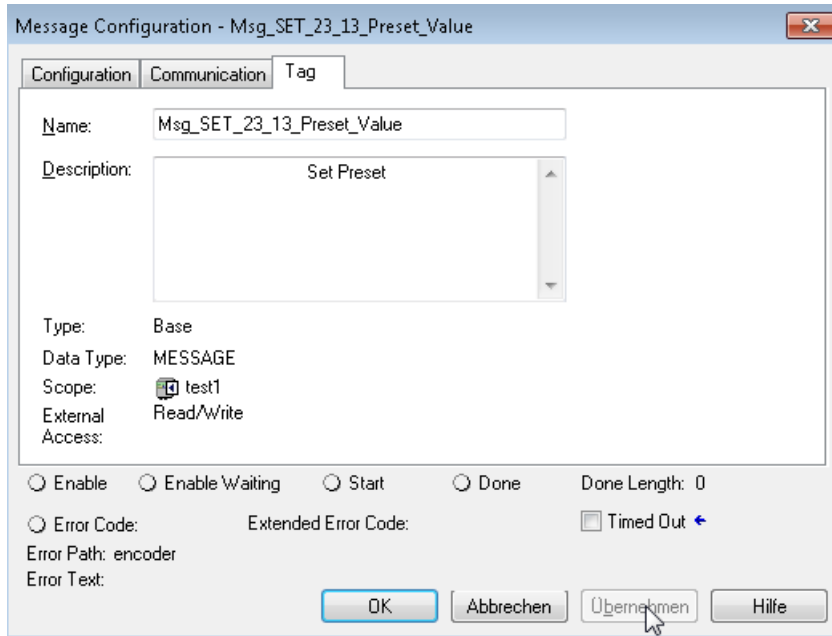 Message Configuration - Msg_SET_23_13_Preset_Value
Configuration Communication Tag
Name: Msg_SET_23_13_Preset_Value
Description: Set Preset
Type: Base
Data Type: MESSAGE
Scope: test1
External Access: Read/Write
Enable Enable Waiting Start Done Done Length: 0
Error Code: Extended Error Code: Timed Out
Error Path: encoder
Error Text:
OK Abbrechen Übernehmen Hilfe